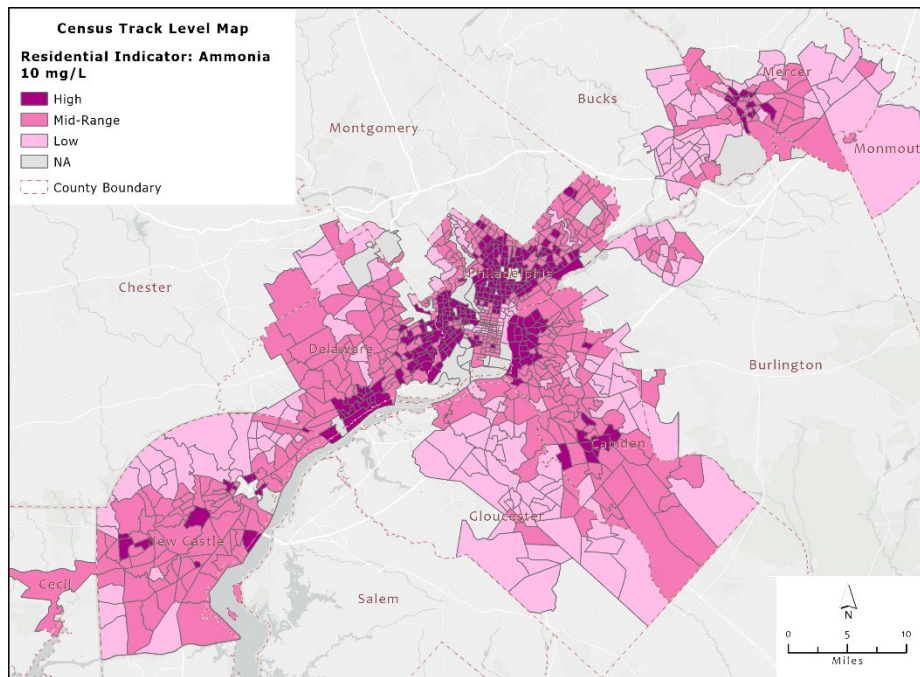 Census Track Level Map
Residential Indicator: Ammonia
10 mg/L
High
Mid-Range
Low
NA
County Boundary
Mercer
Bucks
Montgomery
Monmout
Philadelphia
Chester
Delaware
Burlington
Camden
Gloucester
New Castle
Cecil
Salem
N
0 5 10
Miles